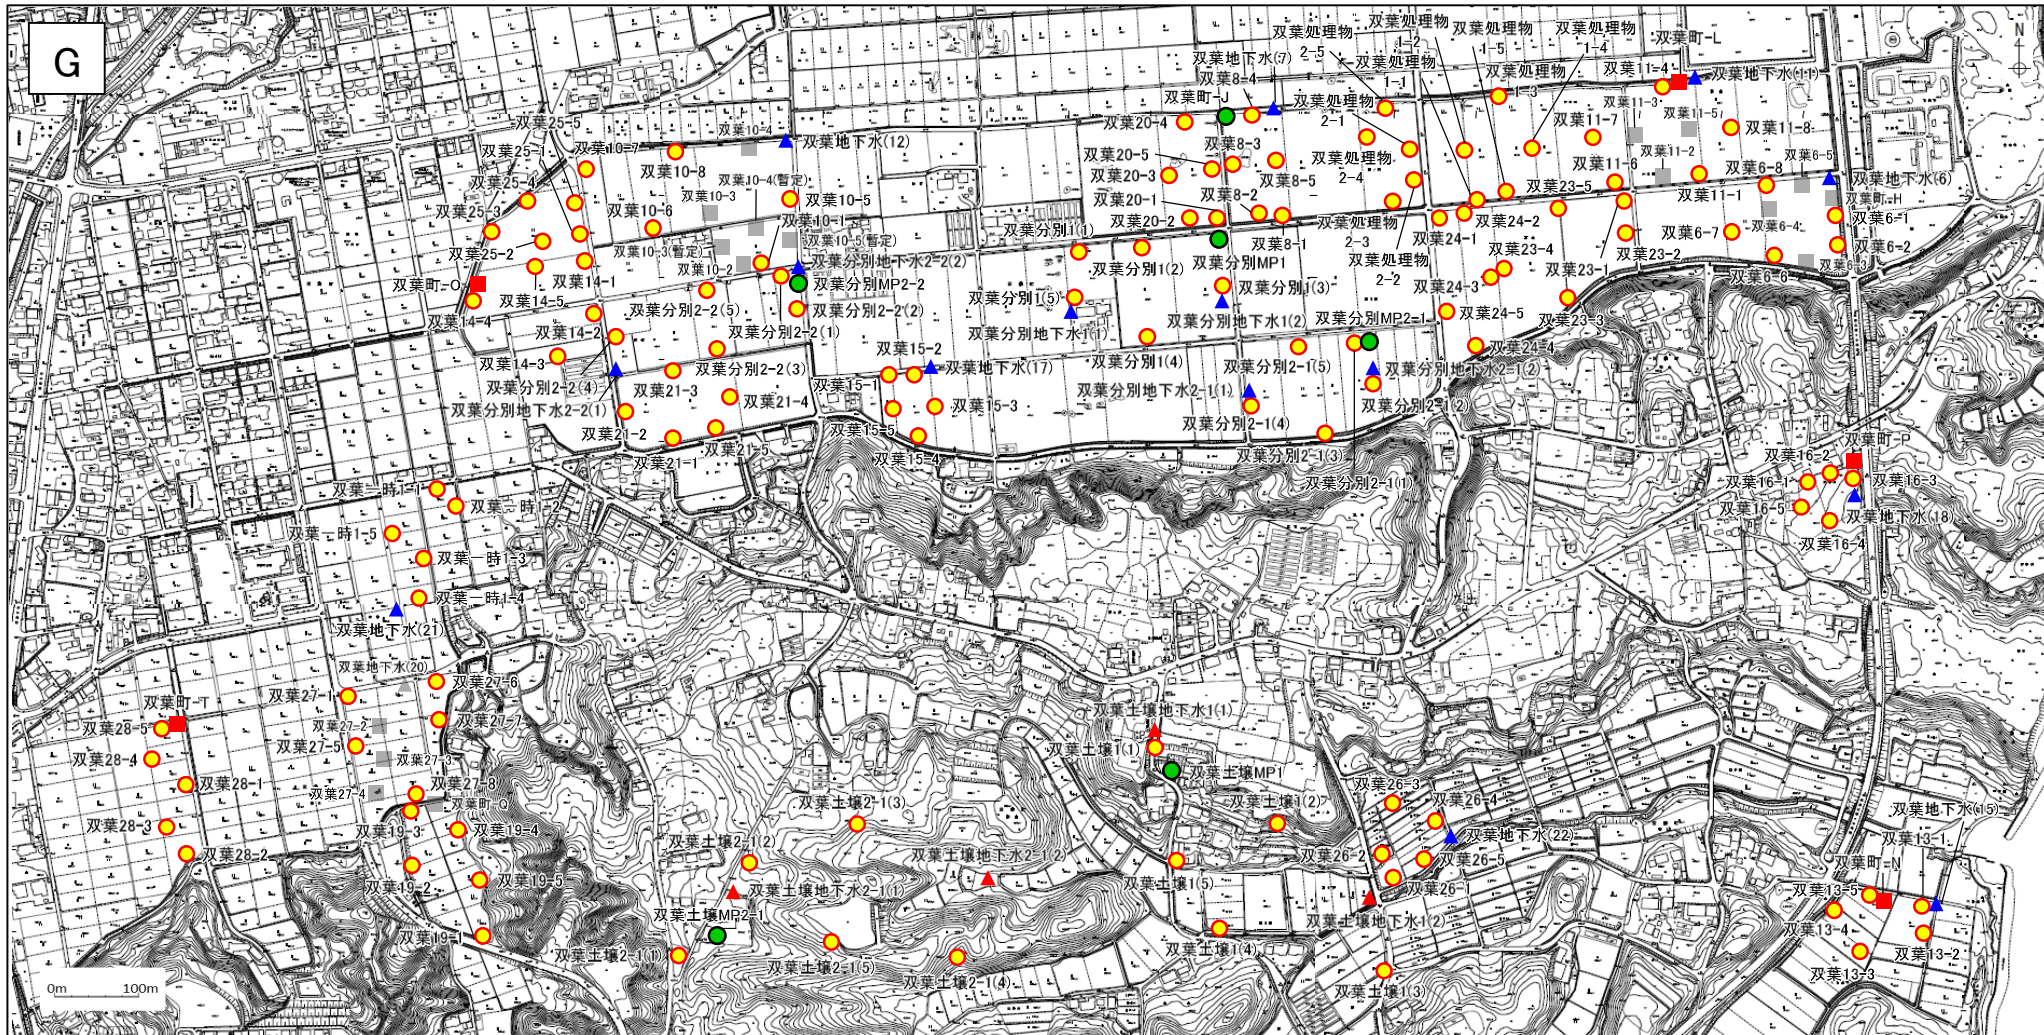 G
N
双葉処理物
2-5
双葉処理物
1-2
双葉処理物
1-5
双葉処理物
1-4
双葉町-L
双葉地下水(7)
双葉処理物
1-1
双葉処理物
1-3
双葉11-4
双葉地下水(11)
双葉8-4
双葉町-J
双葉処理物
2-1
双葉11-3
双葉11-5
双葉25-5
双葉10-4
双葉地下水(12)
双葉20-4
双葉11-7
双葉11-8
双葉25-1
双葉10-7
双葉20-5
双葉8-3
双葉処理物
2-4
双葉11-2
双葉6-8
双葉6-5
双葉25-4
双葉10-8
双葉10-4(暫定)
双葉20-3
双葉8-5
双葉11-6
双葉地下水(6)
双葉10-3
双葉10-5
双葉20-1
双葉8-2
双葉23-5
双葉11-1
双葉町-H
双葉25-3
双葉10-6
双葉10-1
双葉20-2
双葉処理物
2-3
双葉24-2
双葉6-1
双葉分別1(1)
双葉8-1
双葉24-1
双葉6-7
双葉6-4
双葉25-2
双葉10-3(暫定)
双葉10-5(暫定)
双葉23-4
双葉6-2
双葉10-2
双葉分別地下水2-2(2)
双葉分別1(2)
双葉分別MP1
双葉処理物
2-2
双葉23-1
双葉23-2
双葉6-3
双葉町-O
双葉14-1
双葉分別MP2-2
双葉24-3
双葉6-6
双葉14-5
双葉分別1(5)
双葉分別1(3)
双葉14-4
双葉分別2-2(5)
双葉分別2-2(2)
双葉24-5
双葉23-3
双葉14-2
双葉分別2-2(1)
双葉分別地下水1(1)
双葉分別地下水1(2)
双葉分別MP2-1
双葉14-3
双葉15-2
双葉分別1(4)
双葉24-4
双葉分別2-2(4)
双葉21-3
双葉分別2-2(3)
双葉15-1
双葉地下水(17)
双葉分別2-1(5)
双葉分別地下水2-1(2)
双葉分別地下水2-2(1)
双葉21-4
双葉15-3
双葉分別地下水2-1(1)
双葉分別2-1(2)
双葉21-2
双葉15-5
双葉分別2-1(4)
双葉21-1
双葉21-5
双葉15-4
双葉分別2-1(3)
双葉町-P
双葉16-2
双葉一時1-1
双葉分別2-1(1)
双葉16-1
双葉16-3
双葉一時1-2
双葉16-5
双葉地下水(18)
双葉一時1-5
双葉16-4
双葉一時1-3
双葉一時1-4
双葉地下水(21)
双葉地下水(20)
双葉27-6
双葉27-1
双葉町-T
双葉土壌地下水1(1)
双葉28-5
双葉27-2
双葉27-7
双葉27-5
双葉土壌1(1)
双葉28-4
双葉27-3
双葉土壌MP1
双葉28-1
双葉27-4
双葉27-8
双葉26-3
双葉町-Q
双葉土壌2-1(3)
双葉土壌1(2)
双葉26-4
双葉地下水(15)
双葉28-3
双葉19-3
双葉19-4
双葉地下水(22)
双葉13-1
双葉28-2
双葉土壌2-1(2)
双葉土壌地下水2-1(2)
双葉26-2
双葉26-5
双葉町-N
双葉19-2
双葉19-5
双葉土壌地下水2-1(1)
双葉土壌1(5)
双葉26-1
双葉13-5
双葉土壌MP2-1
双葉土壌地下水1(2)
双葉13-4
双葉19-1
双葉土壌2-1(1)
双葉土壌2-1(5)
双葉土壌1(4)
双葉13-2
双葉土壌2-1(4)
双葉13-3
双葉土壌1(3)
0m
100m